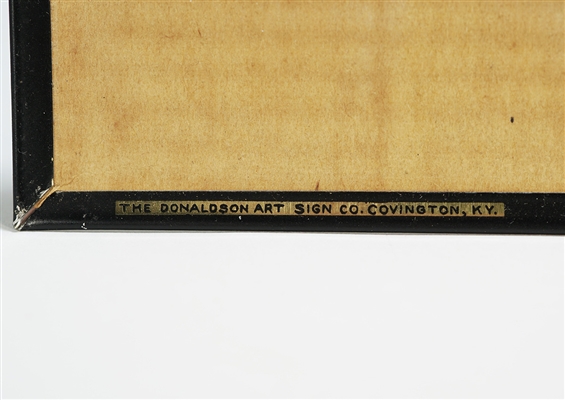 THE DONALDSON ART SIGN CO. COVINGTON, KY.